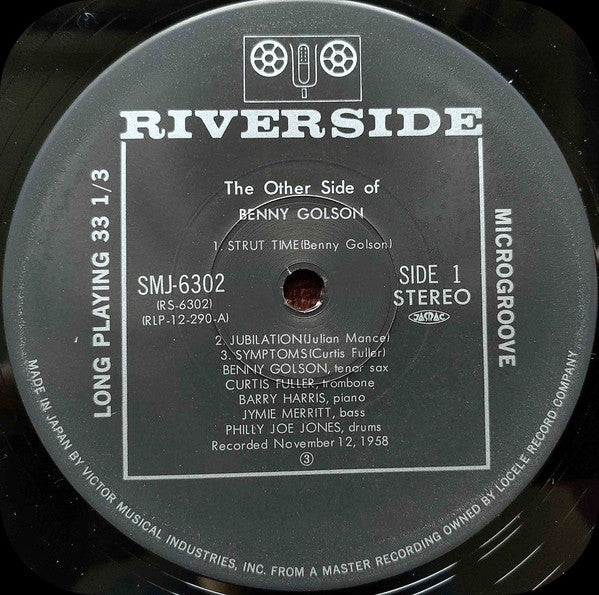 RIVERSIDE
The Other Side of
BENNY GOLSON
1. STRUT TIME(Benny Golson)
SMJ-6302
(RS-6302)
(RLP-12-290-A)
SIDE 1
STEREO
JASRAC
2. JUBILATION(Julian Mance)
3. SYMPTOMS(Curtis Fuller)
BENNY GOLSON, tenor sax
CURTIS FULLER, trombone
BARRY HARRIS, piano
JYMIE MERRITT, bass
PHILLY JOE JONES, drums
Recorded November 12, 1958
③
LONG PLAYING 33 1/3
MICROGROOVE
MADE IN JAPAN BY VICTOR MUSICAL INDUSTRIES, INC. FROM A MASTER RECORDING OWNED BY LOCELE RECORD COMPANY